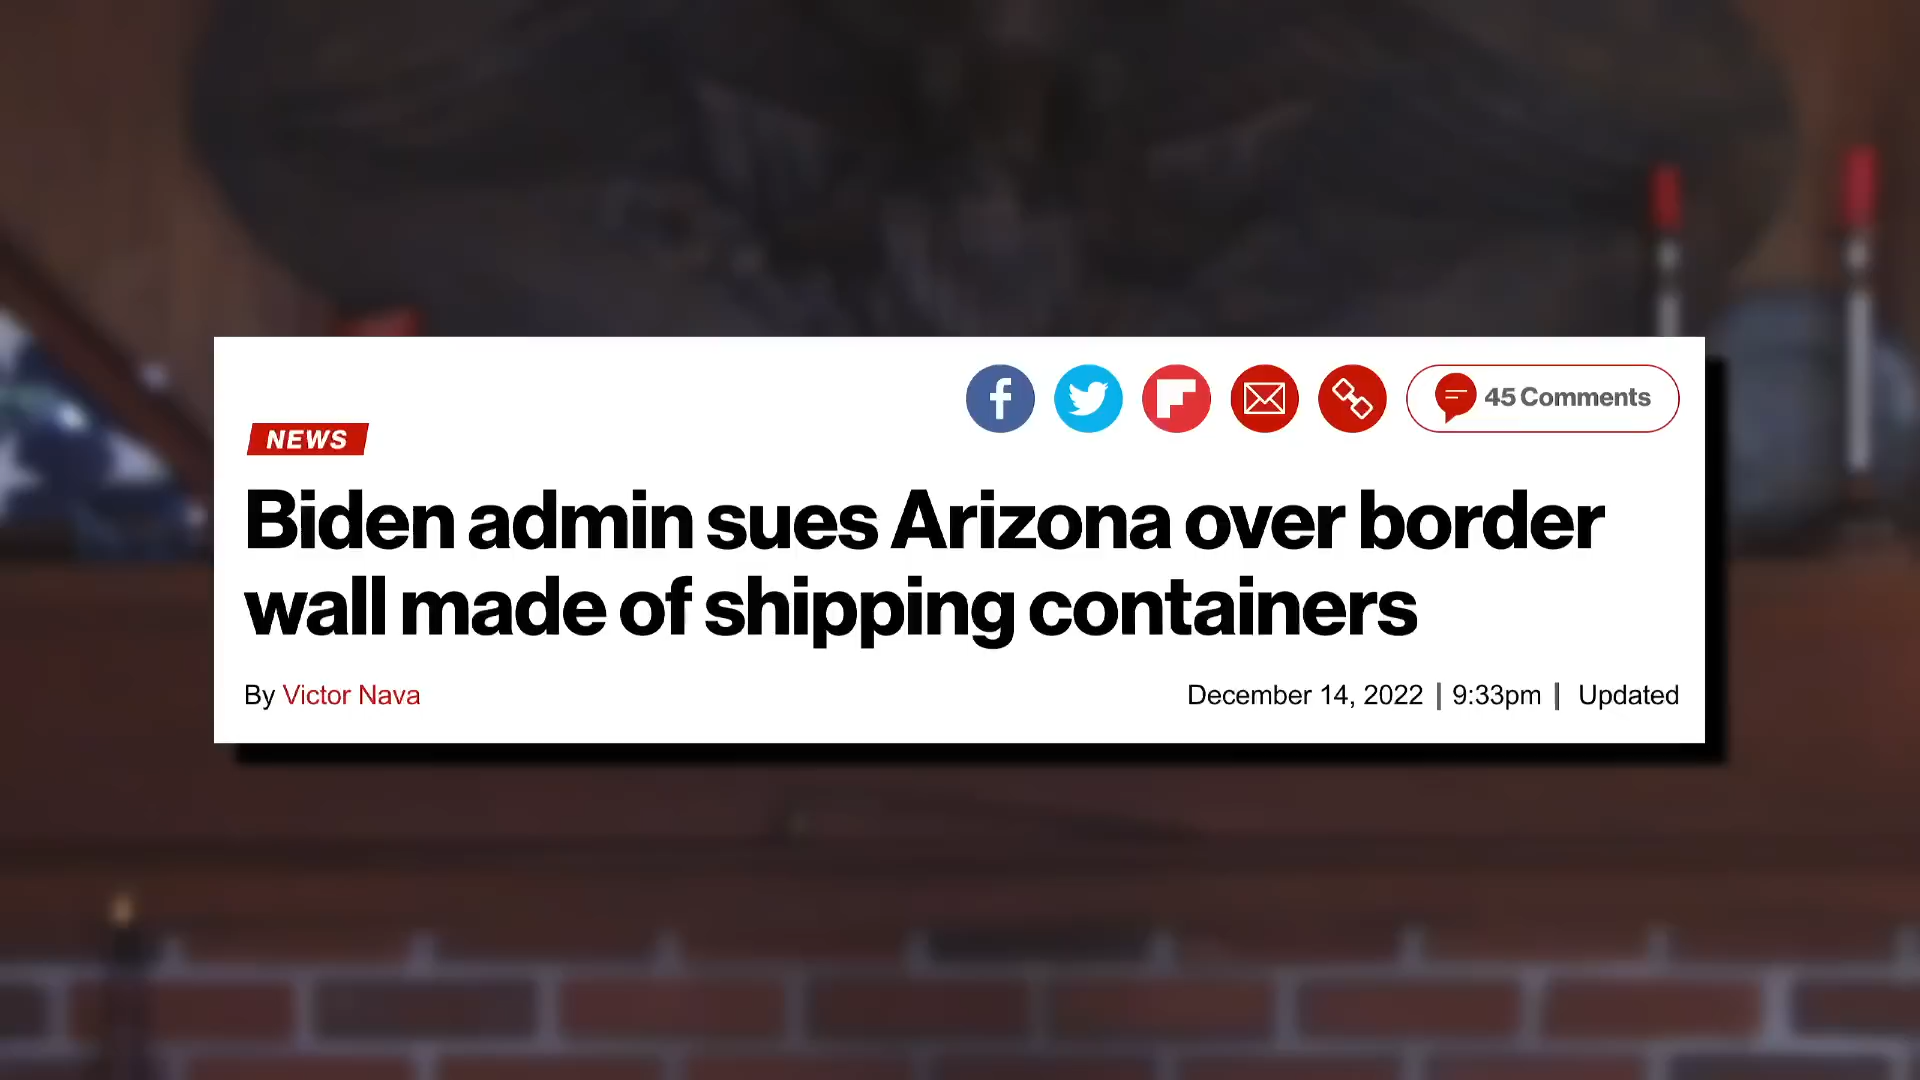 45 Comments
NEWS
Biden admin sues Arizona over border
wall made of shipping containers
By Victor Nava
December 14, 2022 | 9:33pm | Updated